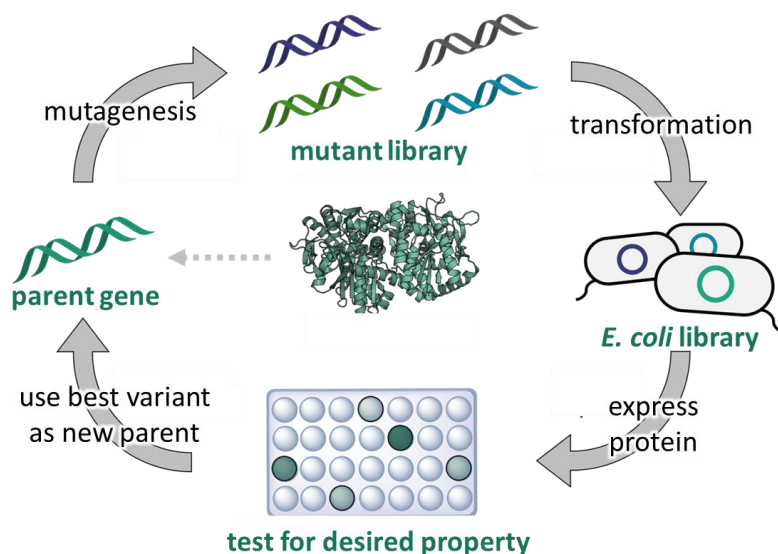 mutagenesis
mutant library
transformation
parent gene
E. coli library
use best variant
as new parent
express
protein
test for desired property